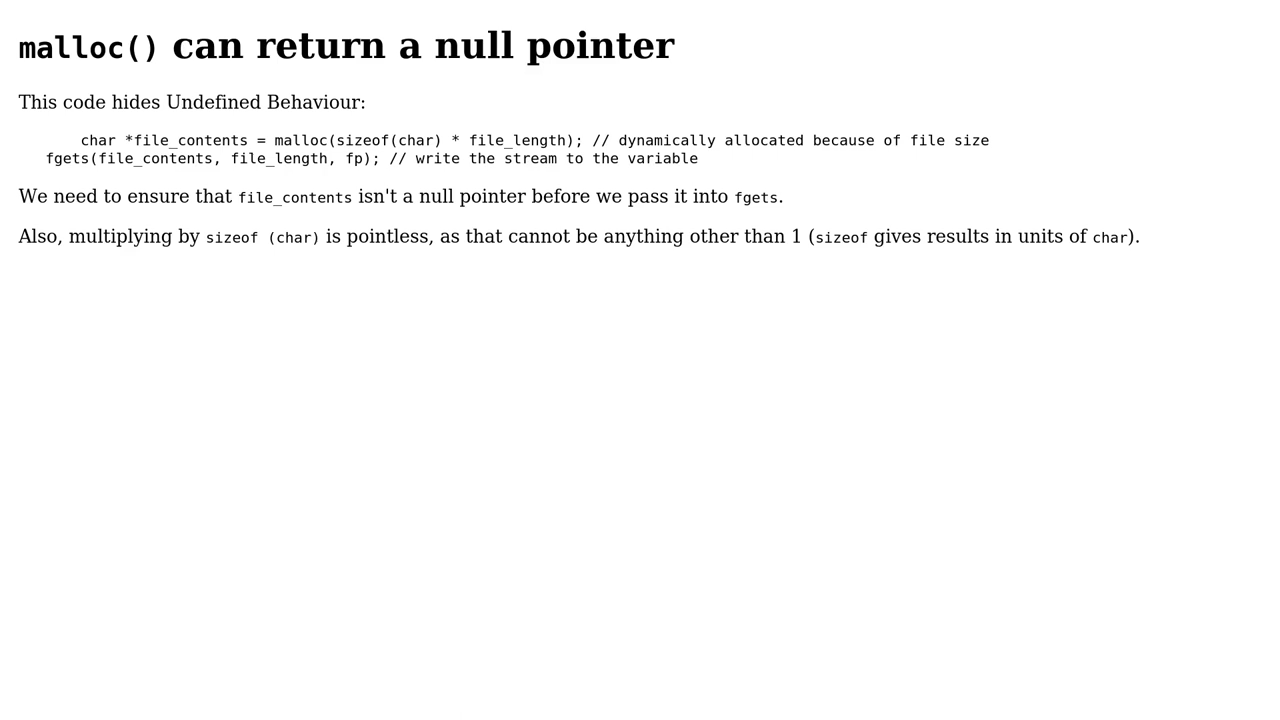 malloc() can return a null pointer
This code hides Undefined Behaviour:
char *file_contents = malloc(sizeof(char) * file_length); // dynamically allocated because of file size
fgets(file_contents, file_length, fp); // write the stream to the variable
We need to ensure that file_contents isn't a null pointer before we pass it into fgets.
Also, multiplying by sizeof (char) is pointless, as that cannot be anything other than 1 (sizeof gives results in units of char).